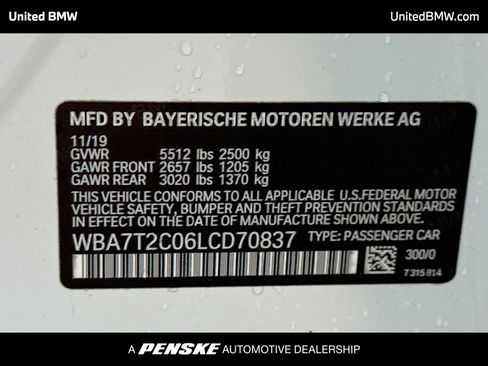 United BMW
UnitedBMW.com
MFD BY BAYERISCHE MOTOREN WERKE AG
11/19
GVWR 5512 lbs 2500 kg
GAWR FRONT 2657 lbs 1205 kg
GAWR REAR 3020 lbs 1370 kg
THIS VEHICLE CONFORMS TO ALL APPLICABLE U.S.FEDERAL MOTOR
VEHICLE SAFETY, BUMPER AND THEFT PREVENTION STANDARDS
IN EFFECT ON THE DATE OF MANUFACTURE SHOWN ABOVE.
WBA7T2C06LCD70837 TYPE: PASSENGER CAR
300/0
7315814
A PENSKE AUTOMOTIVE DEALERSHIP